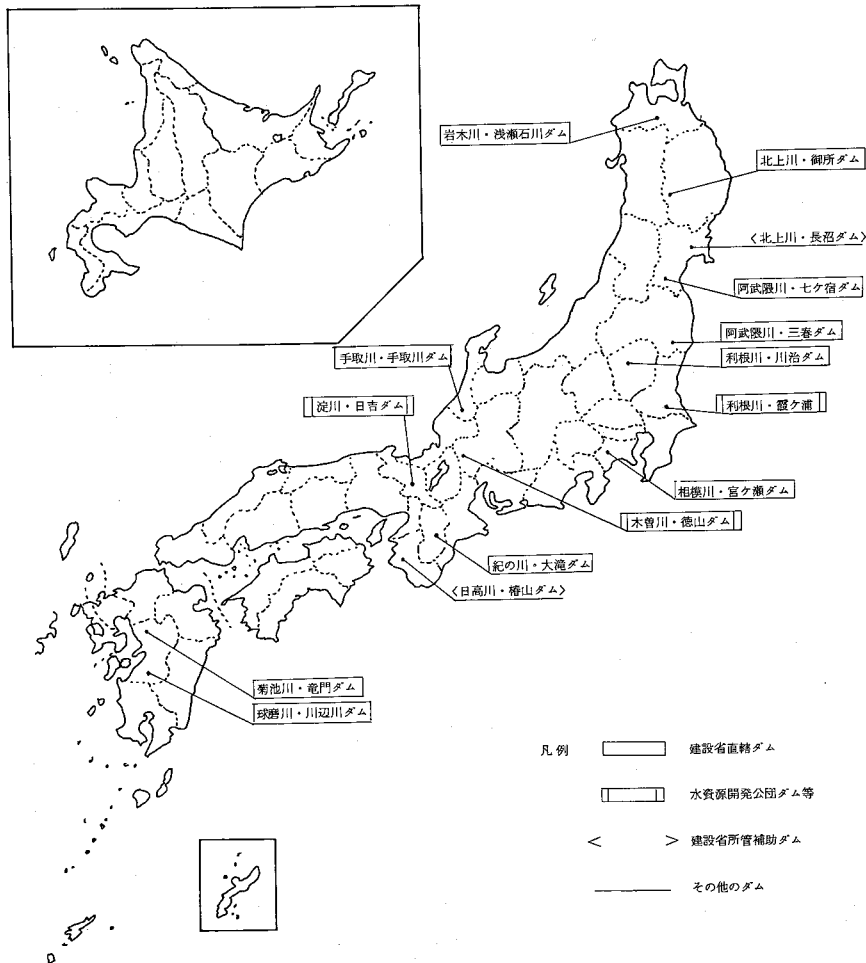 岩木川・浅瀬石川ダム
北上川・御所ダム
〈北上川・長沼ダム〉
阿武隈川・七ケ宿ダム
阿武隈川・三春ダム
手取川・手取川ダム
利根川・川治ダム
淀川・日吉ダム
利根川・霞ケ浦
相模川・宮ケ瀬ダム
木曽川・徳山ダム
紀の川・大滝ダム
〈日高川・椿山ダム〉
菊池川・竜門ダム
球磨川・川辺川ダム
凡例
建設省直轄ダム
水資源開発公団ダム等
< > 建設省所管補助ダム
その他のダム